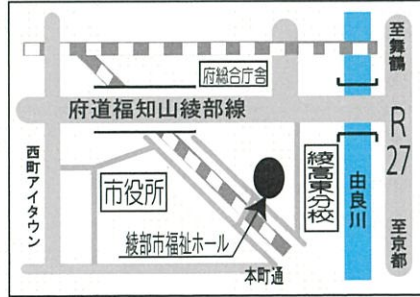 至舞鶴
府総合庁舎
府道福知山綾部線
R
27
西町アイタウン
市役所
綾高東分校
由良川
綾部市福祉ホール
至京都
本町通